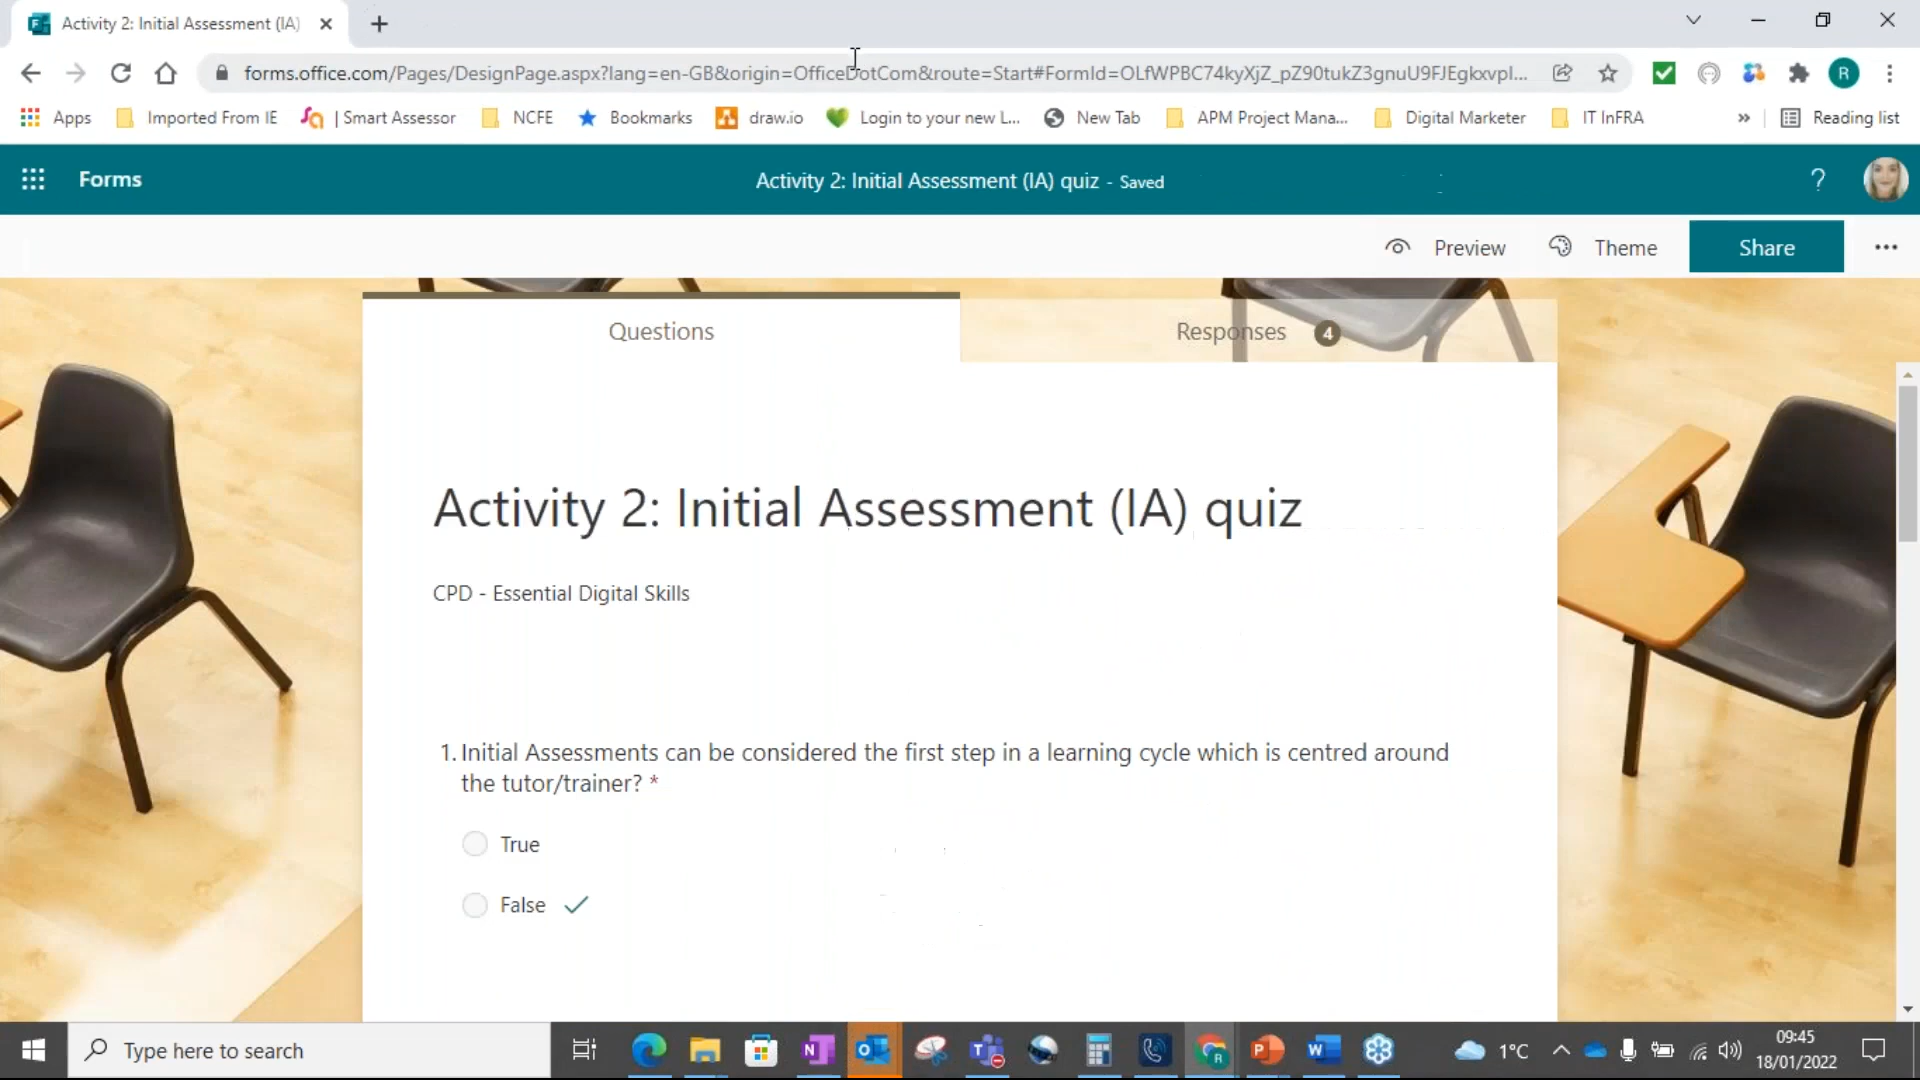 Activity 2: Initial Assessment (IA)
forms.office.com/Pages/DesignPage.aspx?lang=en-GB&origin=OfficeDotCom&route=Start#FormId=OLfWPBC74kyXjZ_pZ90tukZ3gnuU9FJEgkxvpI...
R
Apps
Imported From IE
| Smart Assessor
NCFE
Bookmarks
draw.io
Login to your new L...
New Tab
APM Project Mana...
Digital Marketer
IT InFRA
»
Reading list
Forms
Activity 2: Initial Assessment (IA) quiz - Saved
?
Preview
Theme
Share
Questions
Responses 4
Activity 2: Initial Assessment (IA) quiz
CPD - Essential Digital Skills
1. Initial Assessments can be considered the first step in a learning cycle which is centred around
the tutor/trainer? *
True
False
Type here to search
1°C
09:45
18/01/2022